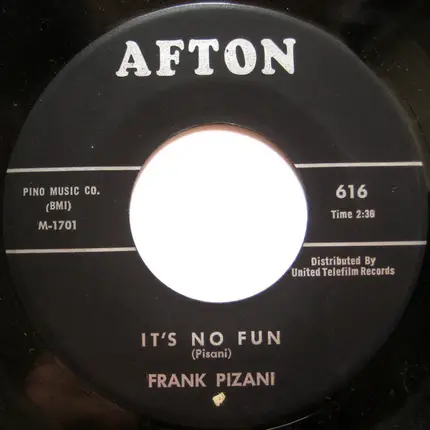 AFTON
PINO MUSIC CO.
(BMI)
M-1701
616
Time 2:30
Distributed By
United Telefilm Records
IT'S NO FUN
(Pisani)
FRANK PIZANI